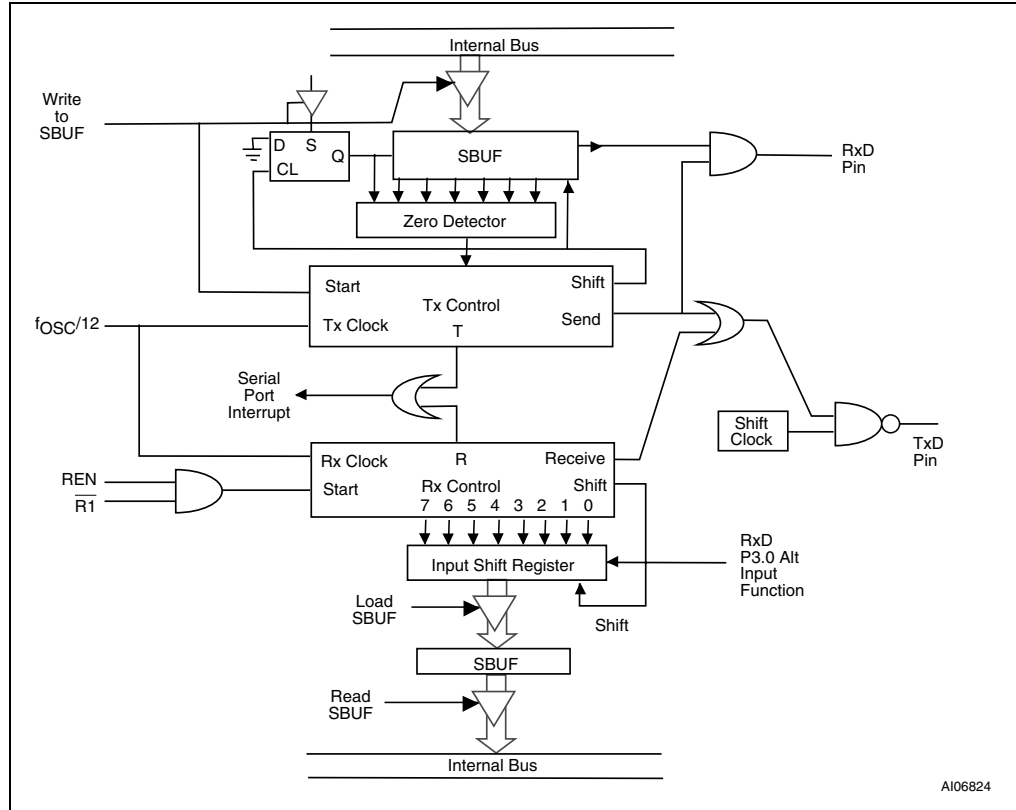 Internal Bus
Write
to
SBUF
D S
Q
CL
SBUF
RxD
Pin
Zero Detector
Start
Shift
Tx Control
Send
fOSC/12
Tx Clock
T
Serial
Port
Interrupt
Shift
Clock
TxD
Pin
Rx Clock
R
Receive
REN
R1
Start
Rx Control
Shift
7 6 5 4 3 2 1 0
Input Shift Register
RxD
P3.0 Alt
Input
Function
Load
SBUF
Shift
SBUF
Read
SBUF
Internal Bus
AI06824